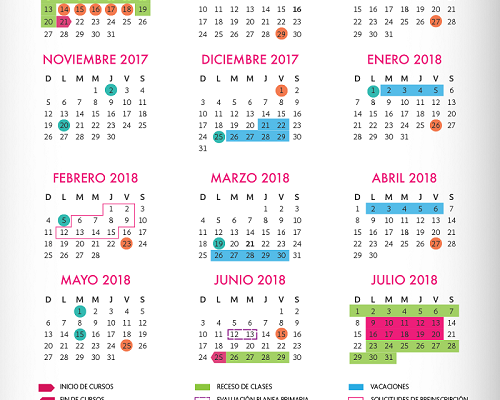 13 14 15 16 17 18 19
20 21 22 23 24 25 26
27 28 29 30 31
10 11 12 13 14 15 16
17 18 19 20 21 22 23
24 25 26 27 28 29 30
15 16 17 18 19 20 21
22 23 24 25 26 27 28
29 30 31
NOVIEMBRE 2017
D L M M J V S
1 2 3 4
5 6 7 8 9 10 11
12 13 14 15 16 17 18
19 20 21 22 23 24 25
26 27 28 29 30
DICIEMBRE 2017
D L M M J V S
1 2
3 4 5 6 7 8 9
10 11 12 13 14 15 16
17 18 19 20 21 22 23
24 25 26 27 28 29 30
31
ENERO 2018
D L M M J V S
1 2 3 4 5 6
7 8 9 10 11 12 13
14 15 16 17 18 19 20
21 22 23 24 25 26 27
28 29 30 31
FEBRERO 2018
D L M M J V S
1 2 3
4 5 6 7 8 9 10
11 12 13 14 15 16 17
18 19 20 21 22 23 24
25 26 27 28
MARZO 2018
D L M M J V S
1 2 3
4 5 6 7 8 9 10
11 12 13 14 15 16 17
18 19 20 21 22 23 24
25 26 27 28 29 30 31
ABRIL 2018
D L M M J V S
1 2 3 4 5 6 7
8 9 10 11 12 13 14
15 16 17 18 19 20 21
22 23 24 25 26 27 28
29 30
MAYO 2018
D L M M J V S
1 2 3 4 5
6 7 8 9 10 11 12
13 14 15 16 17 18 19
20 21 22 23 24 25 26
27 28 29 30 31
JUNIO 2018
D L M M J V S
1 2
3 4 5 6 7 8 9
10 11 12 13 14 15 16
17 18 19 20 21 22 23
24 25 26 27 28 29 30
JULIO 2018
D L M M J V S
1 2 3 4 5 6 7
8 9 10 11 12 13 14
15 16 17 18 19 20 21
22 23 24 25 26 27 28
29 30 31
INICIO DE CURSOS
RECESO DE CLASES
VACACIONES
FIN DE CURSOS
EVALUACIÓN PLANEA PRIMARIA
SOLICITUDES DE PREINSCRIPCIÓN